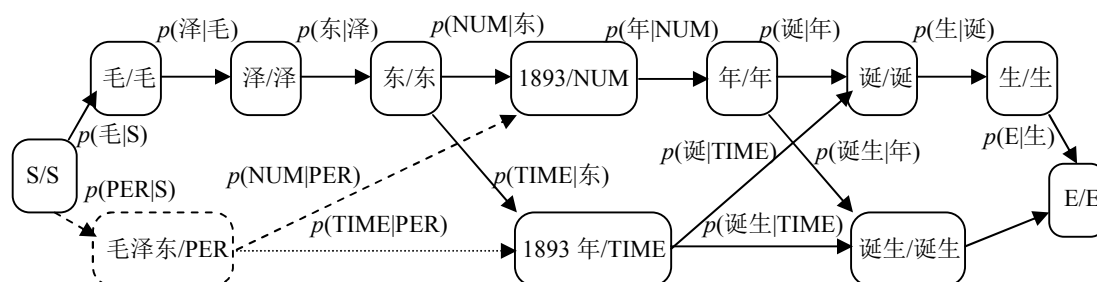 p(泽|毛)
p(东|泽)
p(NUM|东)
p(年|NUM)
p(诞|年)
p(生|诞)
毛/毛
泽/泽
东/东
1893/NUM
年/年
诞/诞
生/生
p(毛|S)
p(E|生)
S/S
p(PER|S)
p(NUM|PER)
p(TIME|东)
p(诞|TIME)
p(诞生|年)
E/E
毛泽东/PER
p(TIME|PER)
1893 年/TIME
p(诞生|TIME)
诞生/诞生